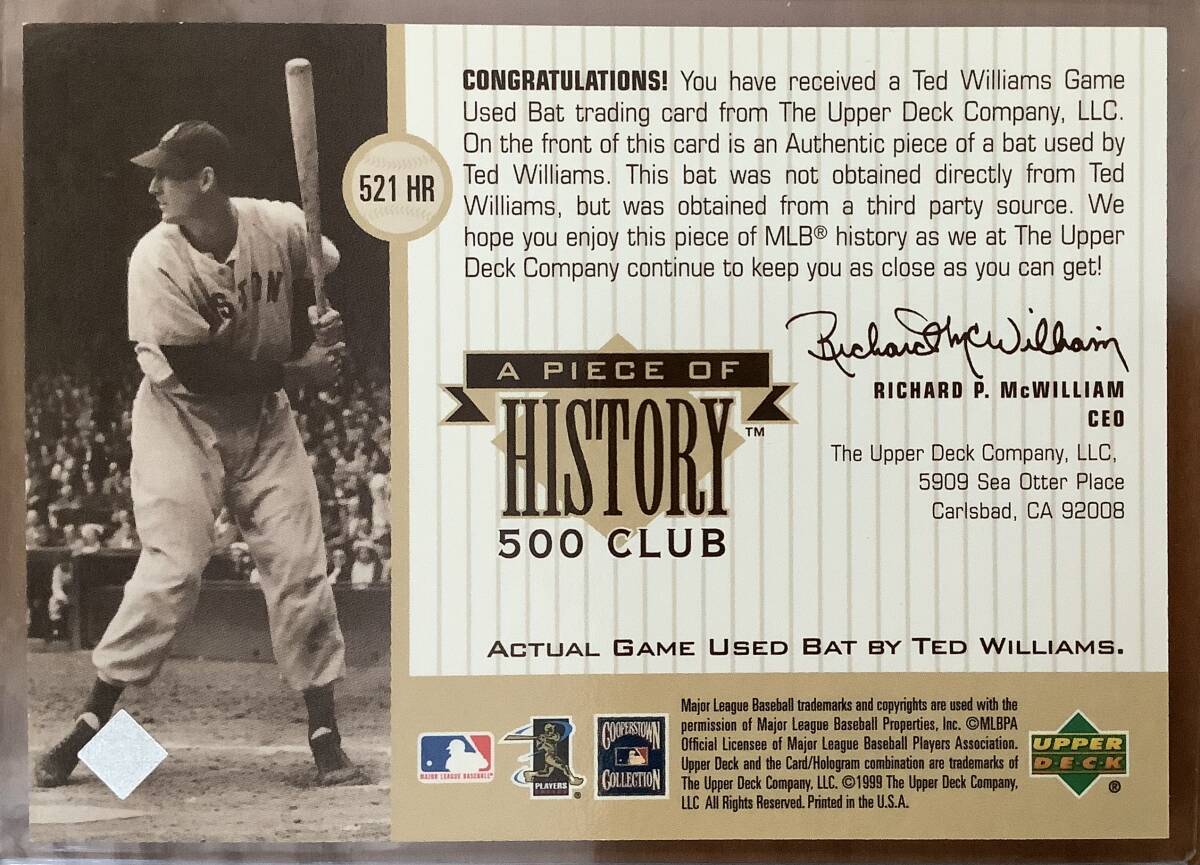 CONGRATULATIONS! You have received a Ted Williams Game
Used Bat trading card from The Upper Deck Company, LLC.
On the front of this card is an Authentic piece of a bat used by
Ted Williams. This bat was not obtained directly from Ted
Williams, but was obtained from a third party source. We
hope you enjoy this piece of MLB® history as we at The Upper
Deck Company continue to keep you as close as you can get!
521 HR
STON
Richard McWilliam
RICHARD P. McWILLIAM
CEO
The Upper Deck Company, LLC,
5909 Sea Otter Place
Carlsbad, CA 92008
A PIECE OF
HISTORY™
500 CLUB
ACTUAL GAME USED BAT BY TED WILLIAMS.
MAJOR LEAGUE BASEBALL
PLAYERS
®
COOPERSTOWN
COLLECTION
Major League Baseball trademarks and copyrights are used with the
permission of Major League Baseball Properties, Inc. ©MLBPA
Official Licensee of Major League Baseball Players Association.
Upper Deck and the Card/Hologram combination are trademarks of
The Upper Deck Company, LLC. ©1999 The Upper Deck Company,
LLC All Rights Reserved. Printed in the U.S.A.
UPPER
DECK
®